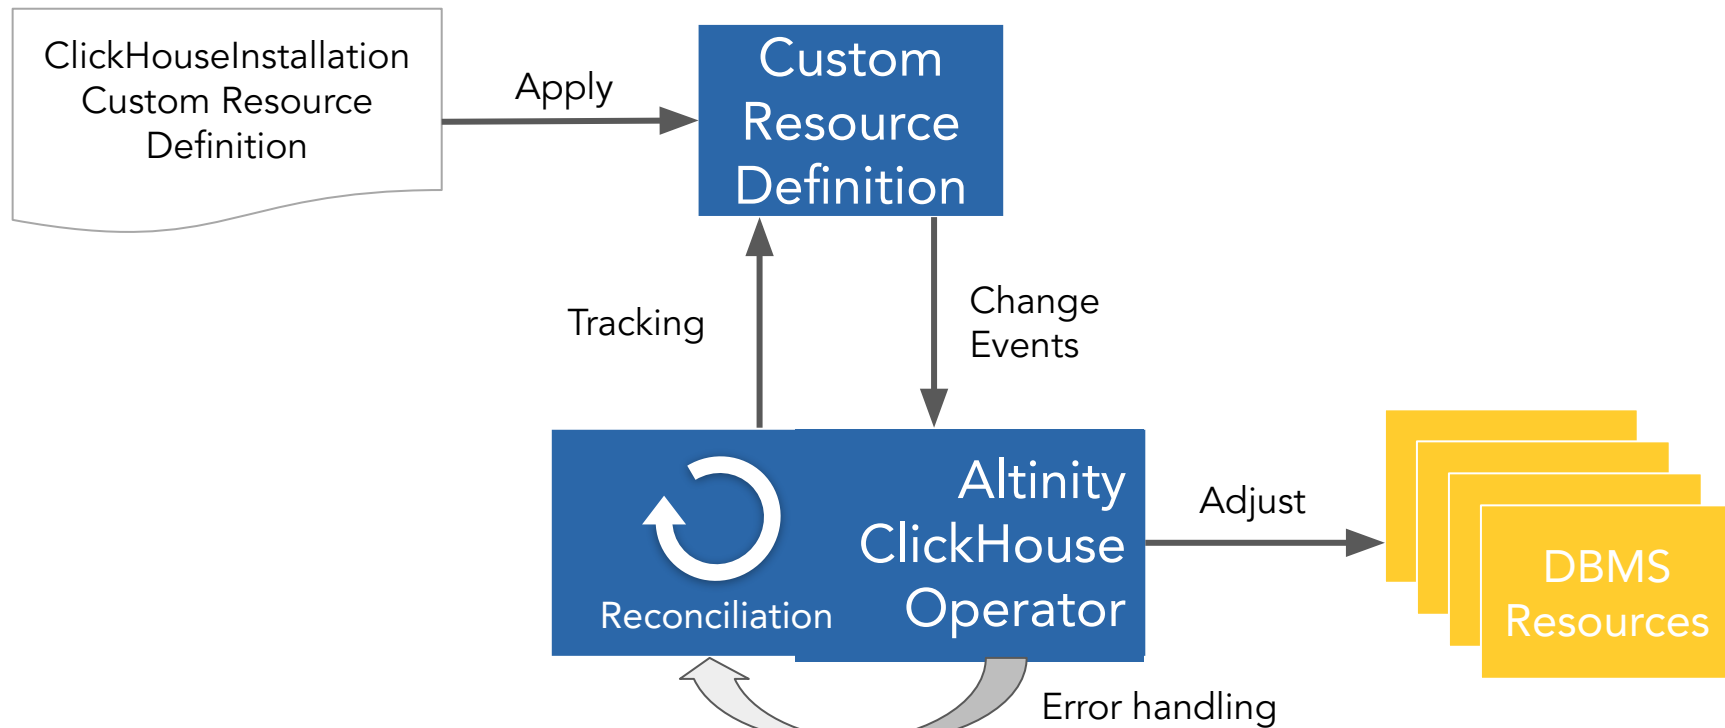 ClickHouseInstallation
Custom Resource
Definition
Apply
Custom
Resource
Definition
Tracking
Change
Events
Reconciliation
Altinity
ClickHouse
Operator
Adjust
DBMS
Resources
Error handling